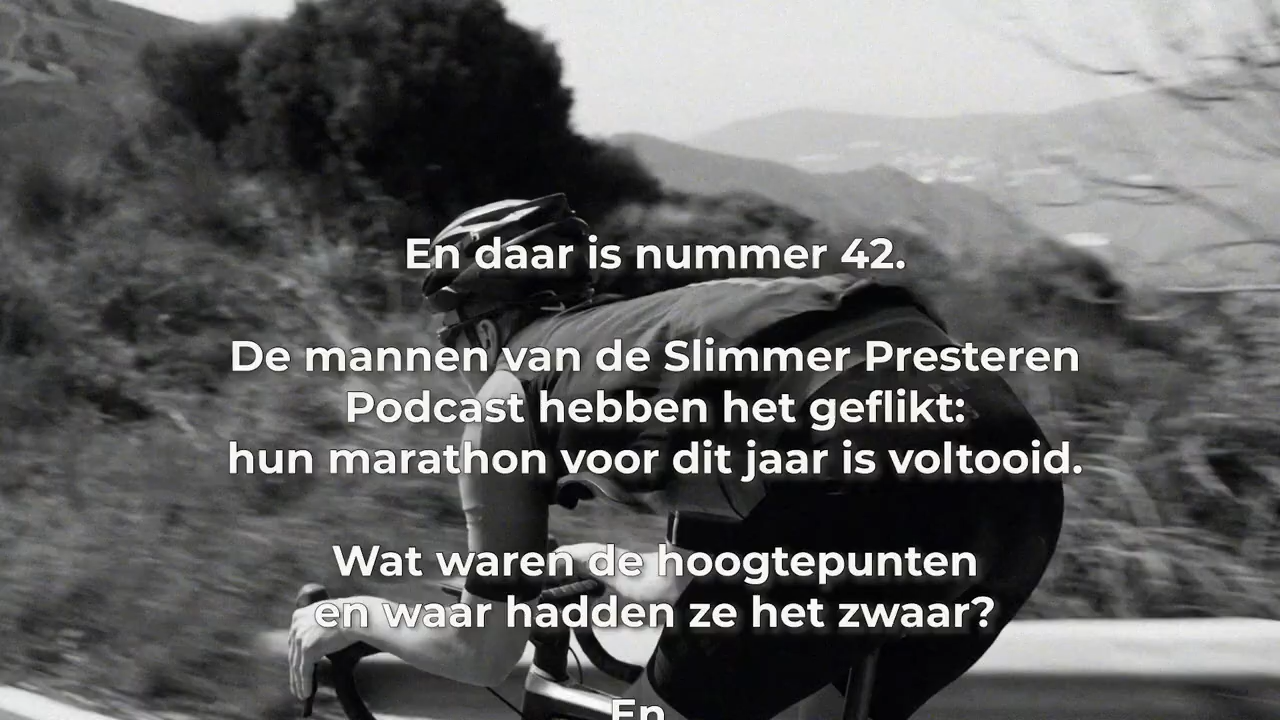 En daar is nummer 42.
De mannen van de Slimmer Presteren
Podcast hebben het geflikt:
hun marathon voor dit jaar is voltooid.
Wat waren de hoogtepunten
en waar hadden ze het zwaar?
En